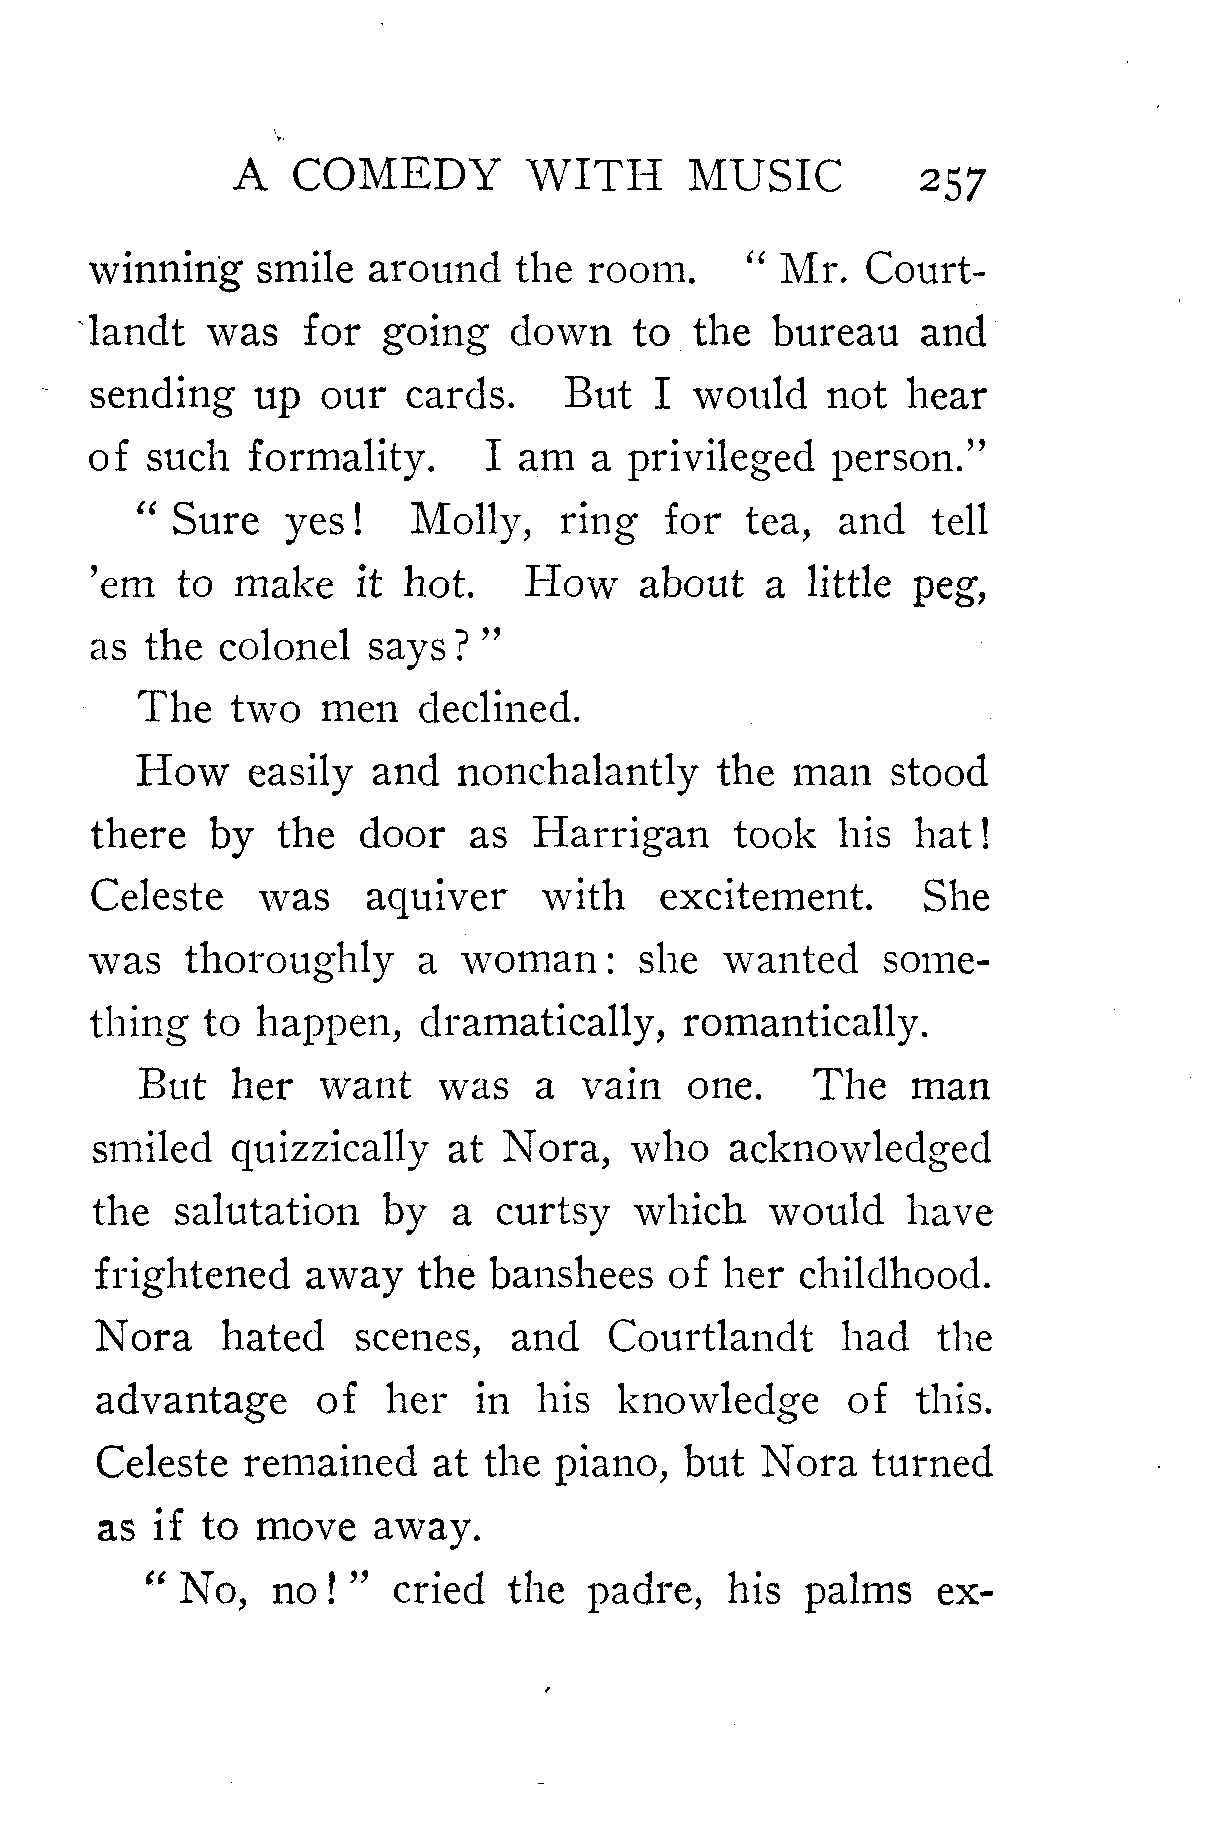 A COMEDY WITH MUSIC 257
winning smile around the room. “ Mr. Court-
landt was for going down to the bureau and
sending up our cards. But I would not hear
of such formality. I am a privileged person.”
“ Sure yes! Molly, ring for tea, and tell
’em to make it hot. How about a little peg,
as the colonel says? ”
The two men declined.
How easily and nonchalantly the man stood
there by the door as Harrigan took his hat!
Celeste was aquiver with excitement. She
was thoroughly a woman: she wanted some-
thing to happen, dramatically, romantically.
But her want was a vain one. The man
smiled quizzically at Nora, who acknowledged
the salutation by a curtsy which would have
frightened away the banshees of her childhood.
Nora hated scenes, and Courtlandt had the
advantage of her in his knowledge of this.
Celeste remained at the piano, but Nora turned
as if to move away.
“ No, no! ” cried the padre, his palms ex-